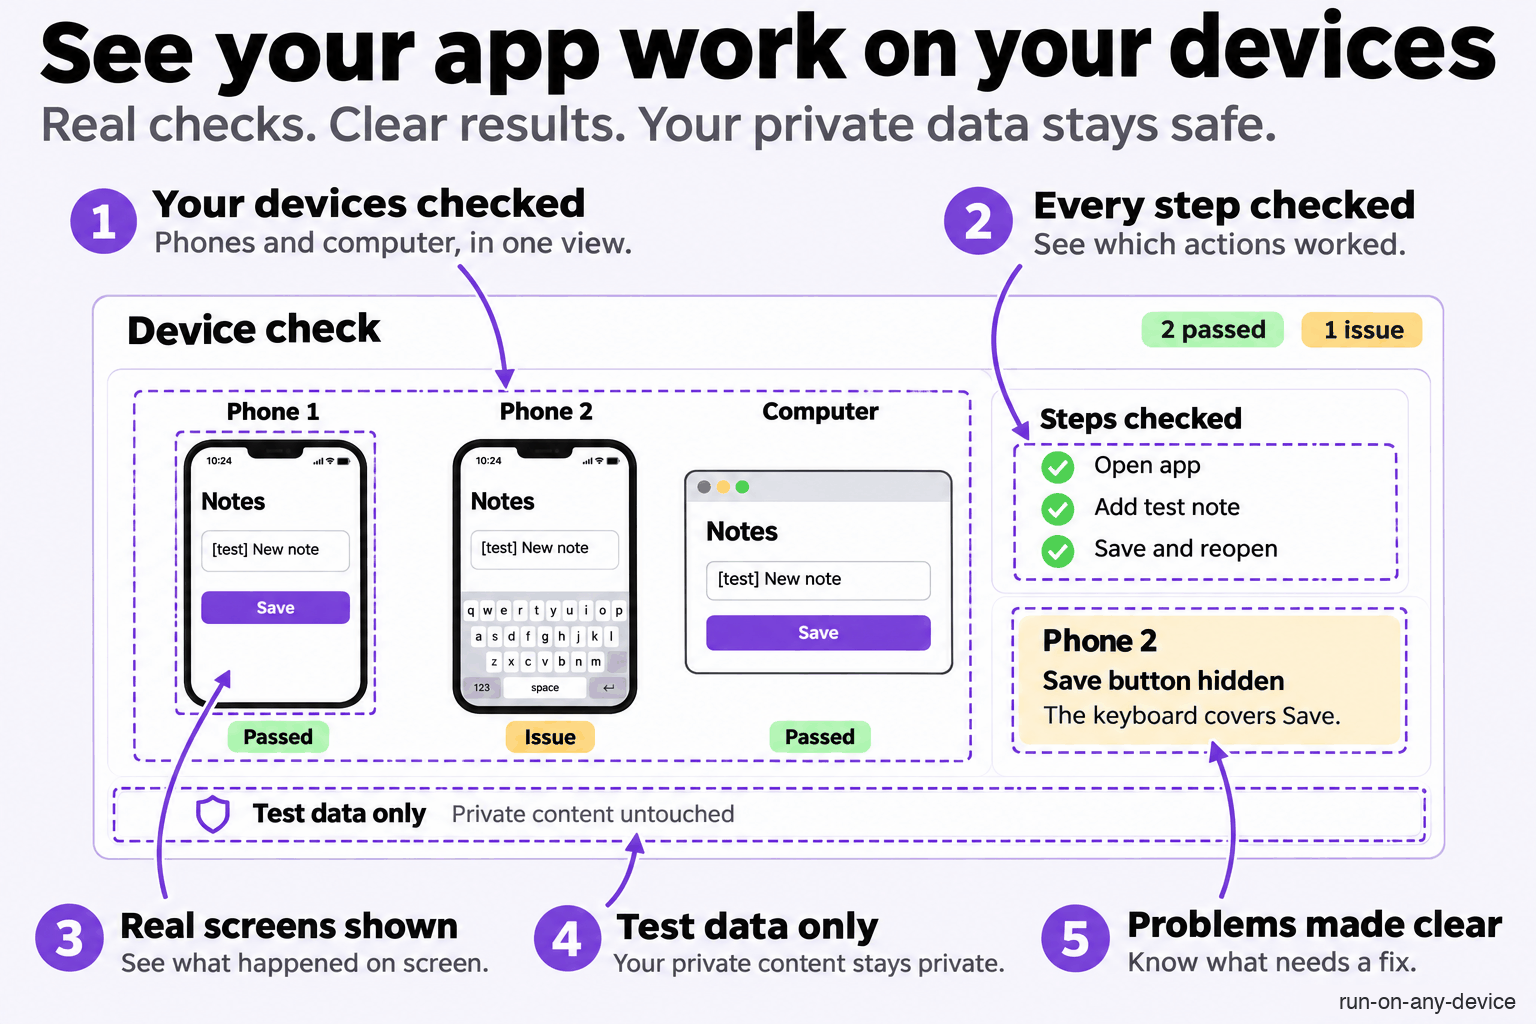 See your app work on your devices
Real checks. Clear results. Your private data stays safe.
1
Your devices checked
Phones and computer, in one view.
2
Every step checked
See which actions worked.
Device check
2 passed
1 issue
Phone 1
10:24
Notes
[test] New note
Save
Passed
Phone 2
10:24
Notes
[test] New note
q w e r t y u i o p
a s d f g h j k l
z x c v b n m
123 space
Issue
Computer
Notes
[test] New note
Save
Passed
Steps checked
Open app
Add test note
Save and reopen
Phone 2
Save button hidden
The keyboard covers Save.
Test data only Private content untouched
3
Real screens shown
See what happened on screen.
4
Test data only
Your private content stays private.
5
Problems made clear
Know what needs a fix.
run-on-any-device